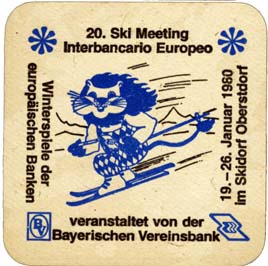 20. Ski Meeting
Interbancario Europeo
Winterspiele der
europäischen Banken
19.–26. Januar 1980
im Skidorf Oberstdorf
veranstaltet von der
Bayerischen Vereinsbank